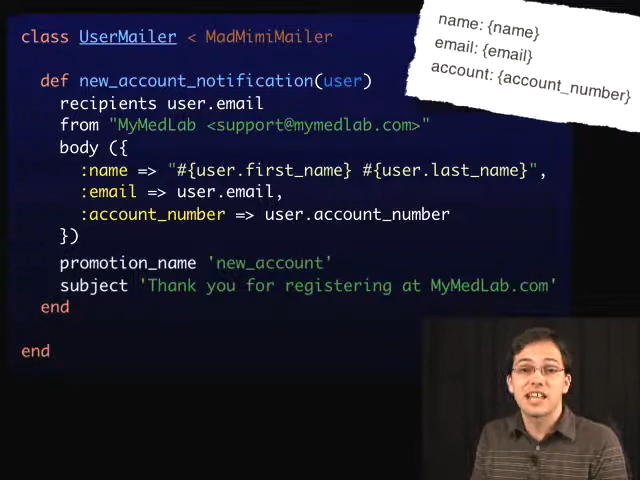 class UserMailer < MadMimiMailer
def new_account_notification(user)
recipients user.email
from "MyMedLab <support@mymedlab.com>"
body ({
:name => "#{user.first_name} #{user.last_name}",
:email => user.email,
:account_number => user.account_number
})
promotion_name 'new_account'
subject 'Thank you for registering at MyMedLab.com'
end
end
name: {name}
email: {email}
account: {account_number}